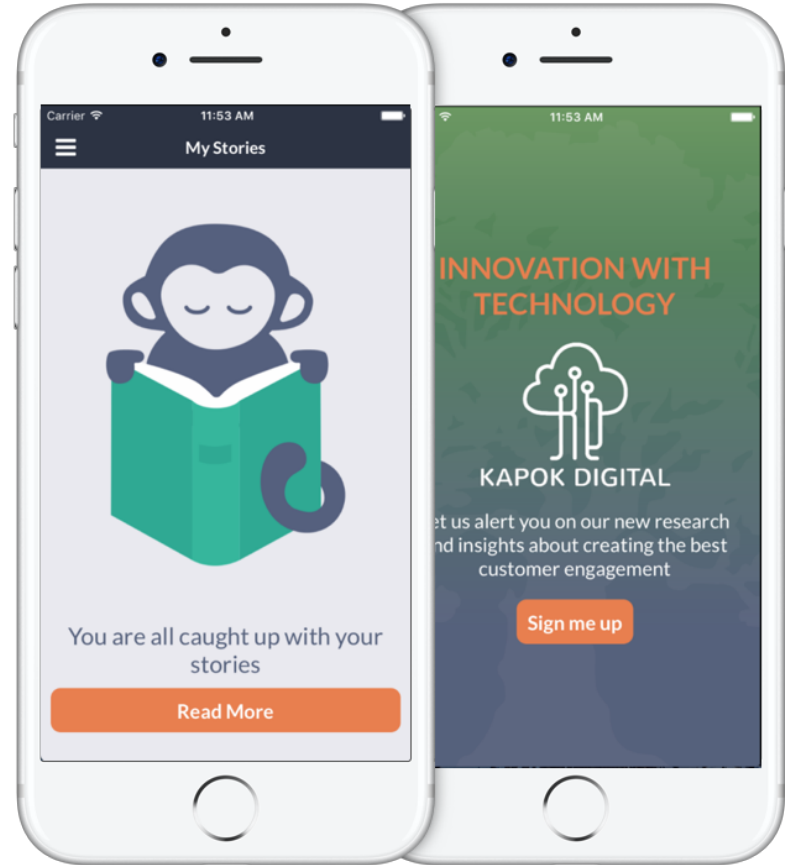 Carrier
11:53 AM
My Stories
You are all caught up with your
stories
Read More
11:53 AM
INNOVATION WITH
TECHNOLOGY
KAPOK DIGITAL
et us alert you on our new research
nd insights about creating the best
customer engagement
Sign me up